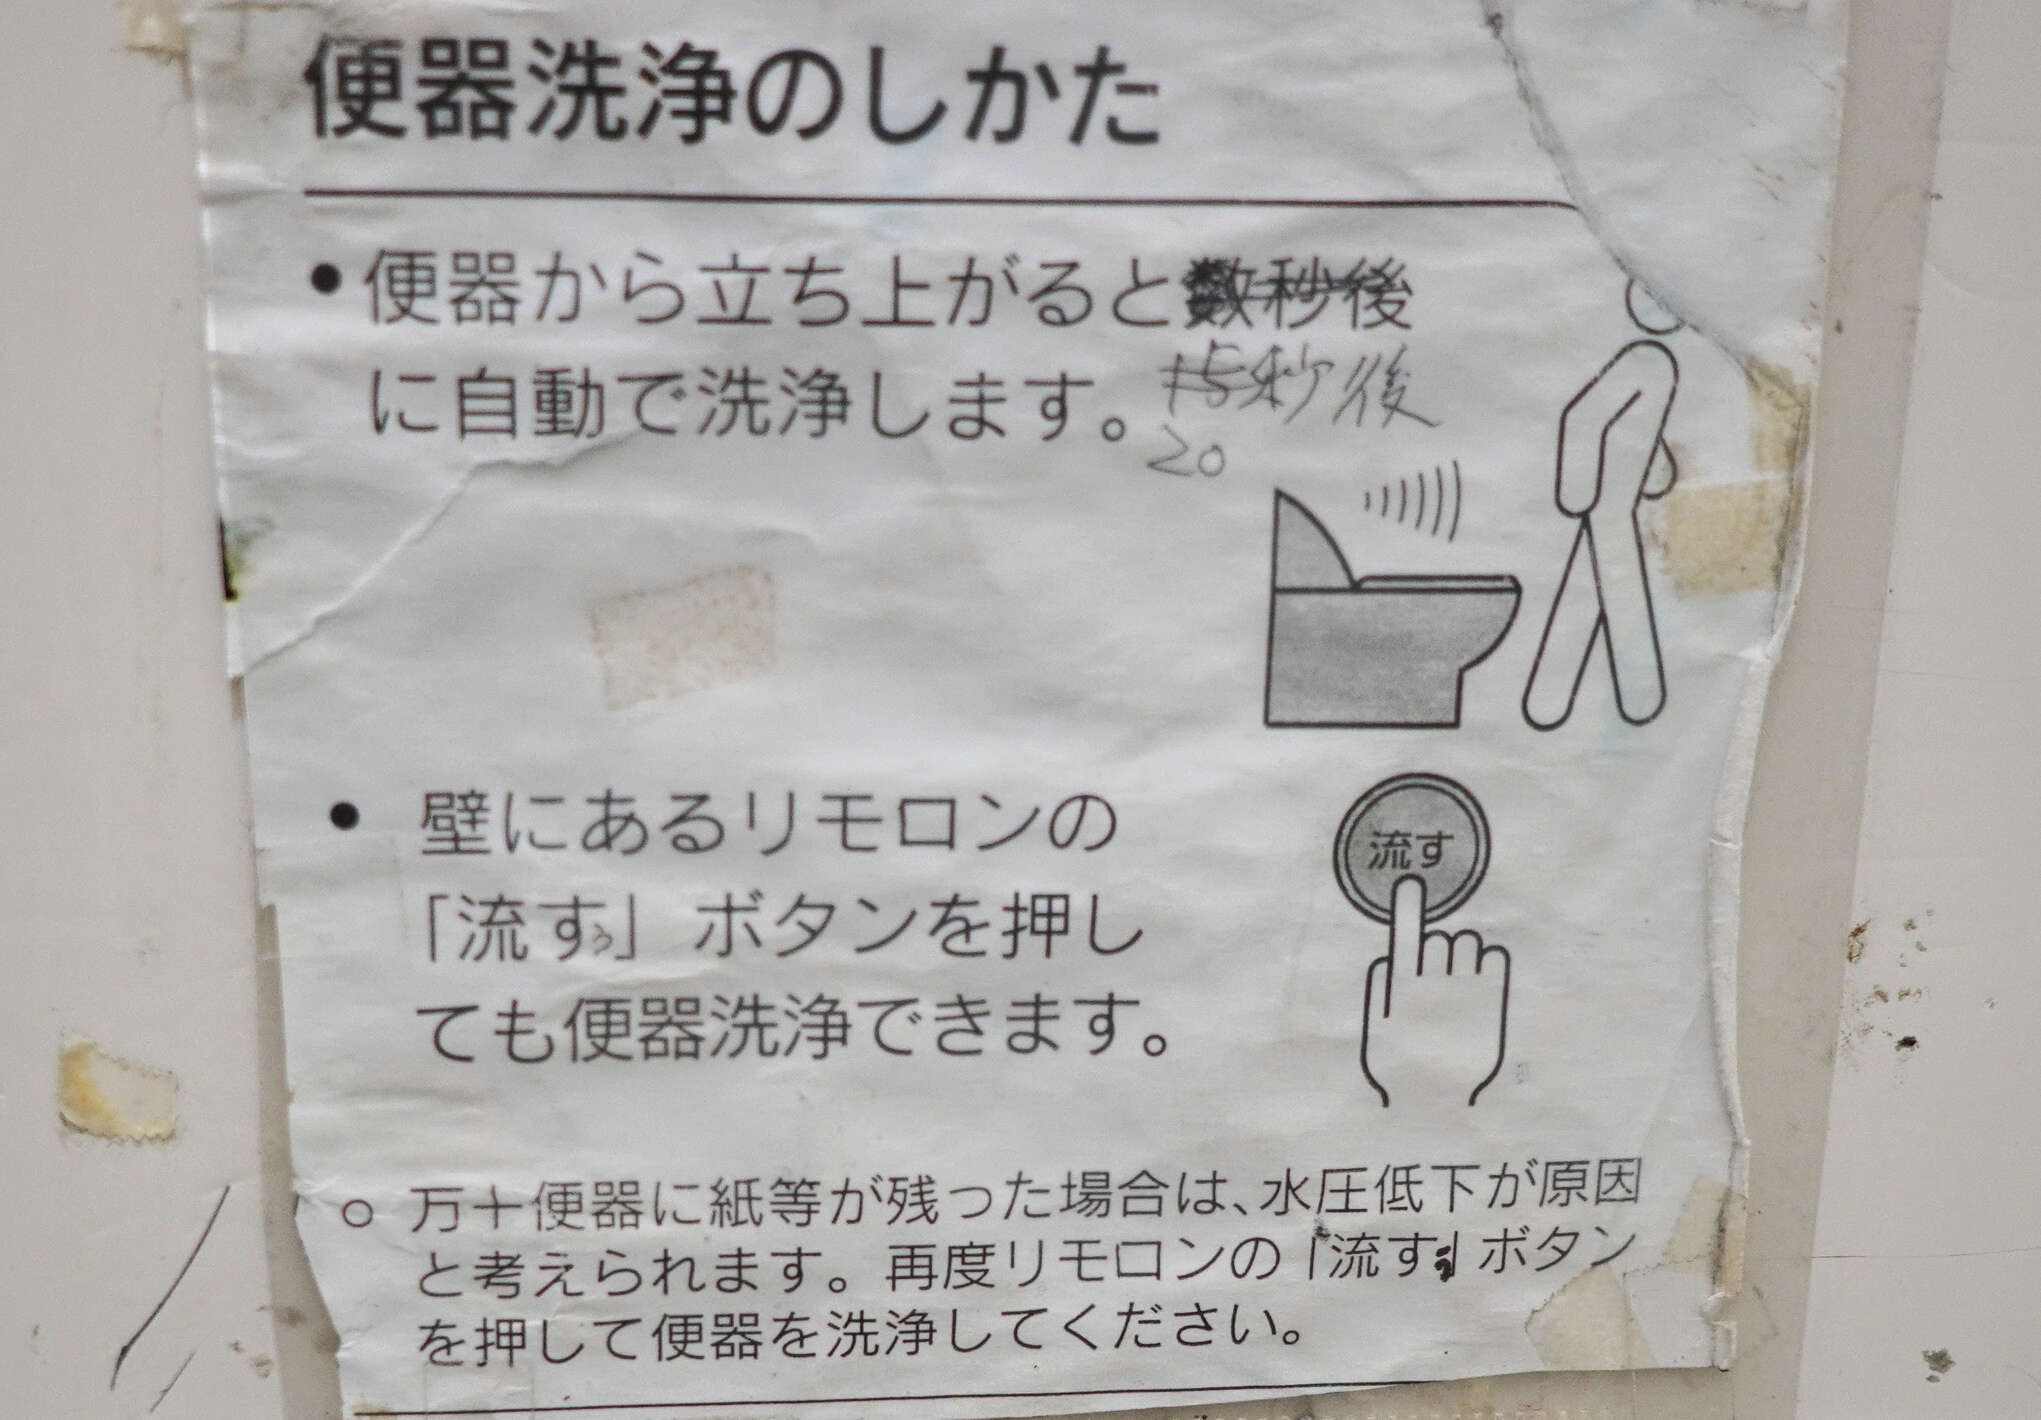 便器洗浄のしかた
•便器から立ち上がると数秒後
に自動で洗浄します。
15秒後
20
• 壁にあるリモロンの
「流す」ボタンを押し
ても便器洗浄できます。
流す
○ 万十便器に紙等が残った場合は、水圧低下が原因
と考えられます。再度リモロンの「流す」ボタン
を押して便器を洗浄してください。